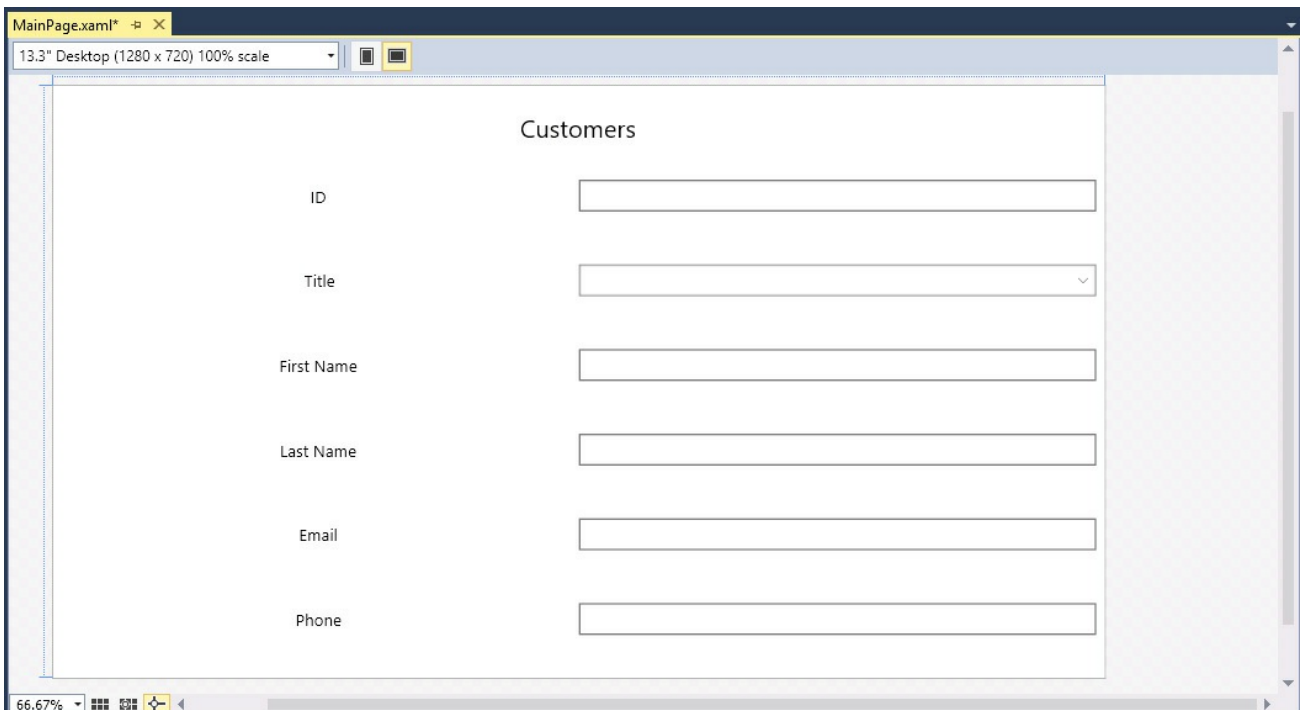 MainPage.xaml*
13.3" Desktop (1280 x 720) 100% scale
Customers
ID
Title
First Name
Last Name
Email
Phone
66.67%